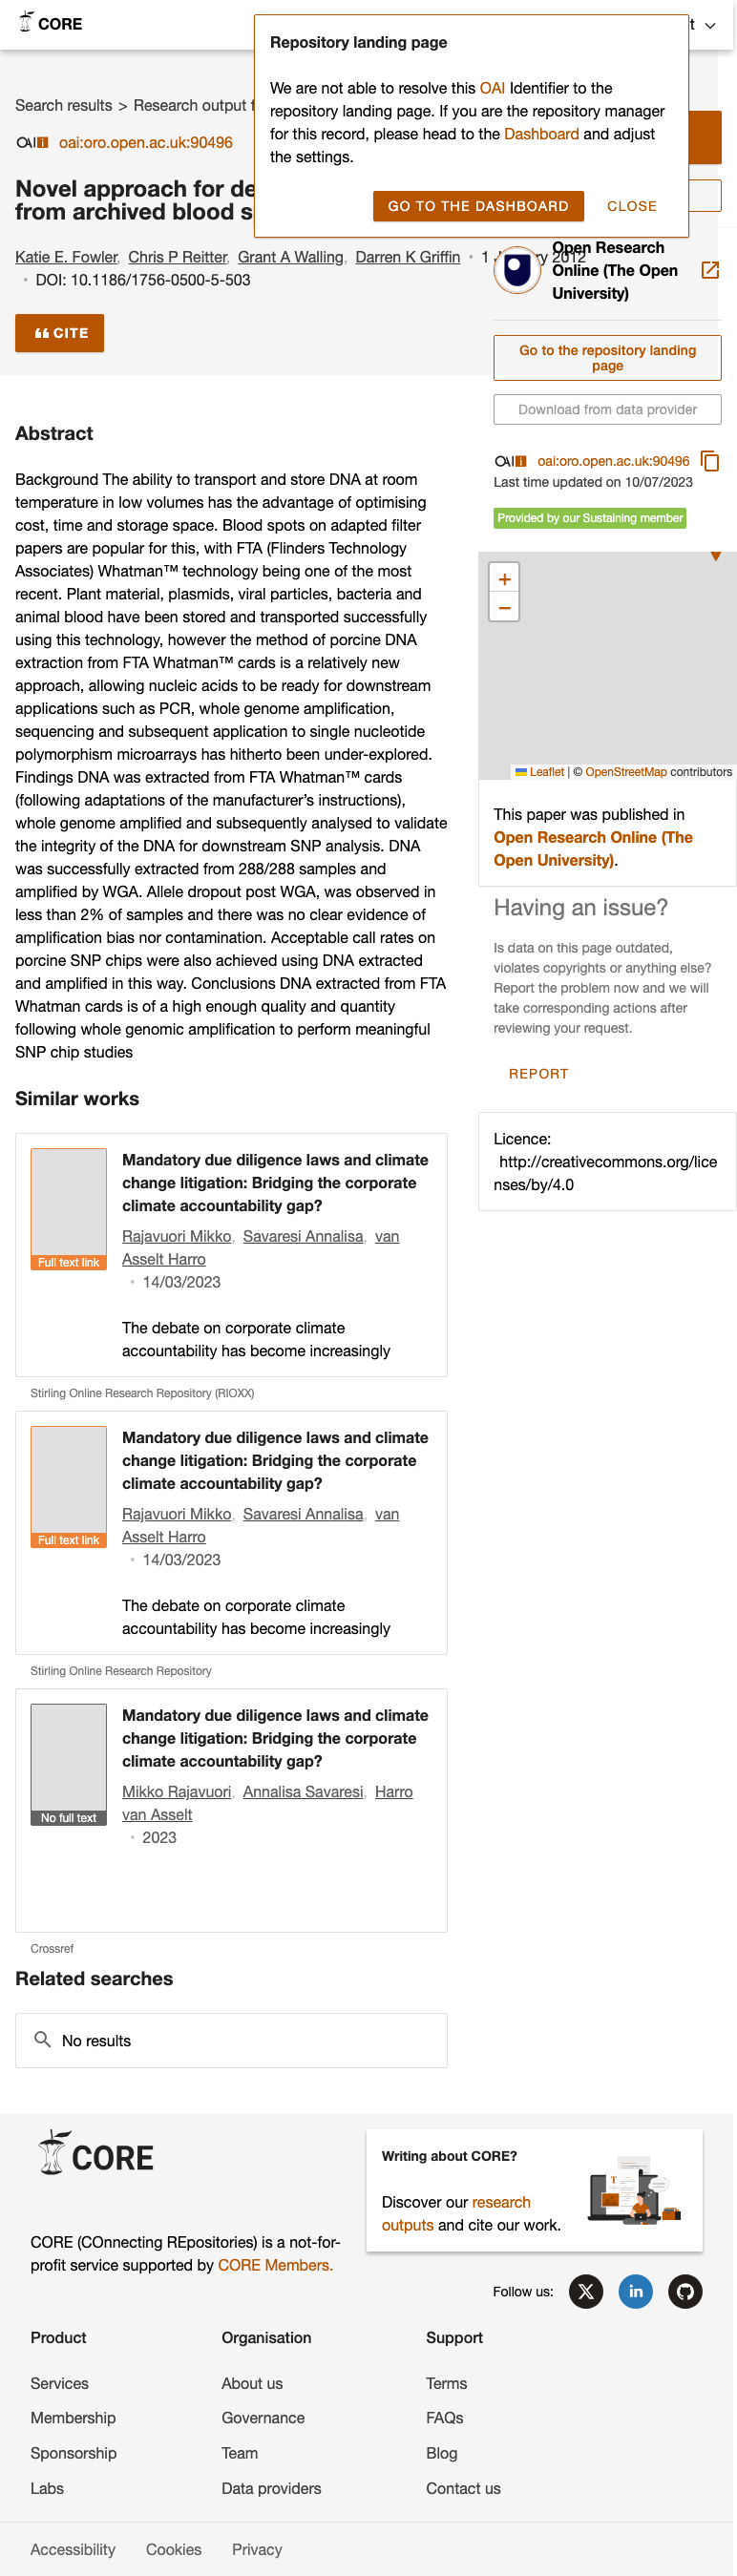 CORE
t
Repository landing page
We are not able to resolve this OAI Identifier to the
repository landing page. If you are the repository manager
for this record, please head to the Dashboard and adjust
the settings.
GO TO THE DASHBOARD
CLOSE
Search results > Research output
OAI oai:oro.open.ac.uk:90496
Novel approach for de
from archived blood s
Katie E. Fowler, Chris P Reitter, Grant A Walling, Darren K Griffin • 1 J ry 2012
• DOI: 10.1186/1756-0500-5-503
CITE
Abstract
Background The ability to transport and store DNA at room
temperature in low volumes has the advantage of optimising
cost, time and storage space. Blood spots on adapted filter
papers are popular for this, with FTA (Flinders Technology
Associates) Whatman™ technology being one of the most
recent. Plant material, plasmids, viral particles, bacteria and
animal blood have been stored and transported successfully
using this technology, however the method of porcine DNA
extraction from FTA Whatman™ cards is a relatively new
approach, allowing nucleic acids to be ready for downstream
applications such as PCR, whole genome amplification,
sequencing and subsequent application to single nucleotide
polymorphism microarrays has hitherto been under-explored.
Findings DNA was extracted from FTA Whatman™ cards
(following adaptations of the manufacturer's instructions),
whole genome amplified and subsequently analysed to validate
the integrity of the DNA for downstream SNP analysis. DNA
was successfully extracted from 288/288 samples and
amplified by WGA. Allele dropout post WGA, was observed in
less than 2% of samples and there was no clear evidence of
amplification bias nor contamination. Acceptable call rates on
porcine SNP chips were also achieved using DNA extracted
and amplified in this way. Conclusions DNA extracted from FTA
Whatman cards is of a high enough quality and quantity
following whole genomic amplification to perform meaningful
SNP chip studies
Similar works
Full text link
Mandatory due diligence laws and climate
change litigation: Bridging the corporate
climate accountability gap?
Rajavuori Mikko, Savaresi Annalisa, van
Asselt Harro
• 14/03/2023
The debate on corporate climate
accountability has become increasingly
Stirling Online Research Repository (RIOXX)
Full text link
Mandatory due diligence laws and climate
change litigation: Bridging the corporate
climate accountability gap?
Rajavuori Mikko, Savaresi Annalisa, van
Asselt Harro
• 14/03/2023
The debate on corporate climate
accountability has become increasingly
Stirling Online Research Repository
No full text
Mandatory due diligence laws and climate
change litigation: Bridging the corporate
climate accountability gap?
Mikko Rajavuori, Annalisa Savaresi, Harro
van Asselt
• 2023
Crossref
Related searches
No results
Open Research
Online (The Open
University)
Go to the repository landing
page
Download from data provider
OAI oai:oro.open.ac.uk:90496
Last time updated on 10/07/2023
Provided by our Sustaining member
+
−
Leaflet | © OpenStreetMap contributors
This paper was published in
Open Research Online (The
Open University).
Having an issue?
Is data on this page outdated,
violates copyrights or anything else?
Report the problem now and we will
take corresponding actions after
reviewing your request.
REPORT
Licence:
http://creativecommons.org/lice
nses/by/4.0
CORE
CORE (COnnecting REpositories) is a not-for-
profit service supported by CORE Members.
Writing about CORE?
Discover our research
outputs and cite our work.
Follow us:
Product
Services
Membership
Sponsorship
Labs
Organisation
About us
Governance
Team
Data providers
Support
Terms
FAQs
Blog
Contact us
Accessibility
Cookies
Privacy